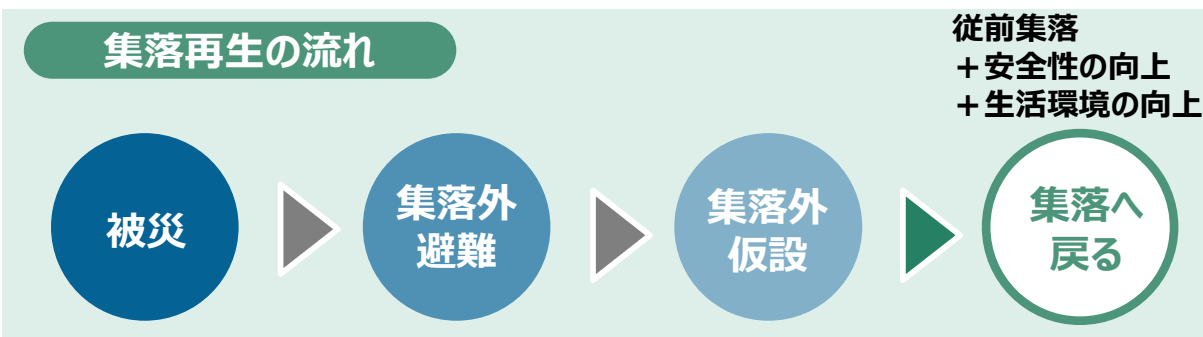 集落再生の流れ
従前集落
＋安全性の向上
＋生活環境の向上
被災
集落外
避難
集落外
仮設
集落へ
戻る